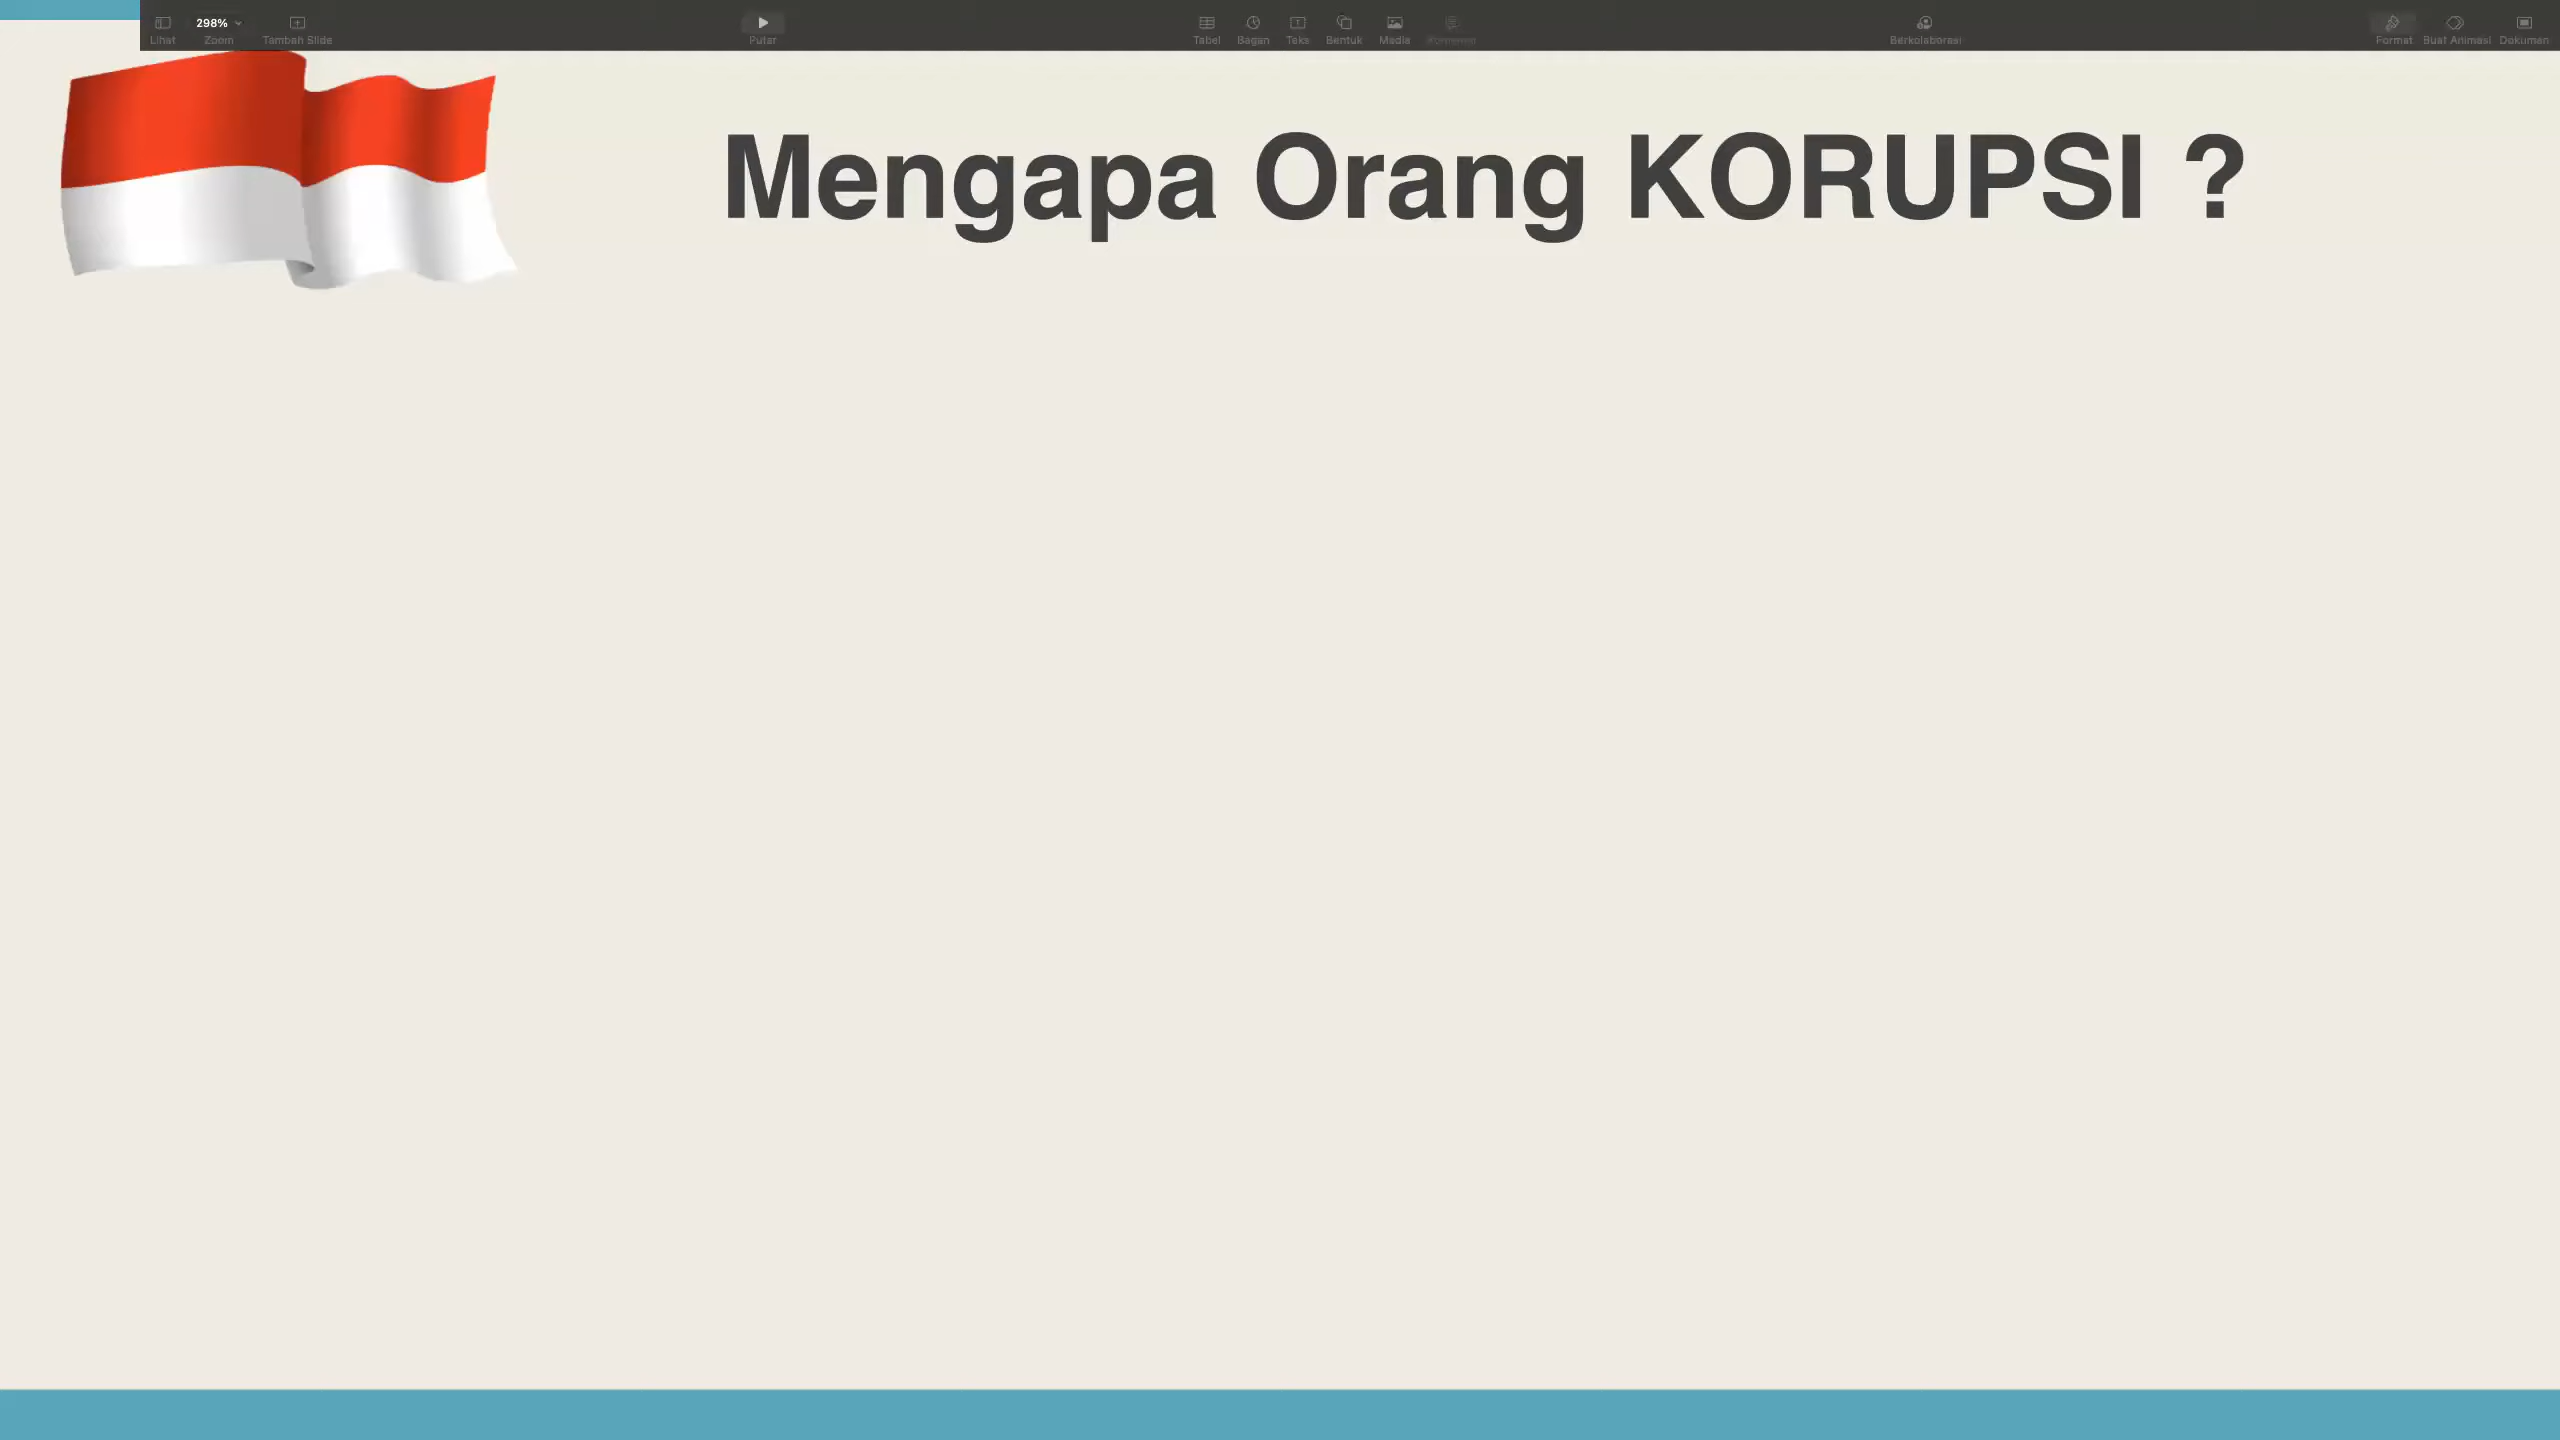 298%
Lihat Zoom Tambah Slide Putar Tabel Bagan Teks Bentuk Media Komentar Berkolaborasi Format Buat Animasi Dokumen
Mengapa Orang KORUPSI ?